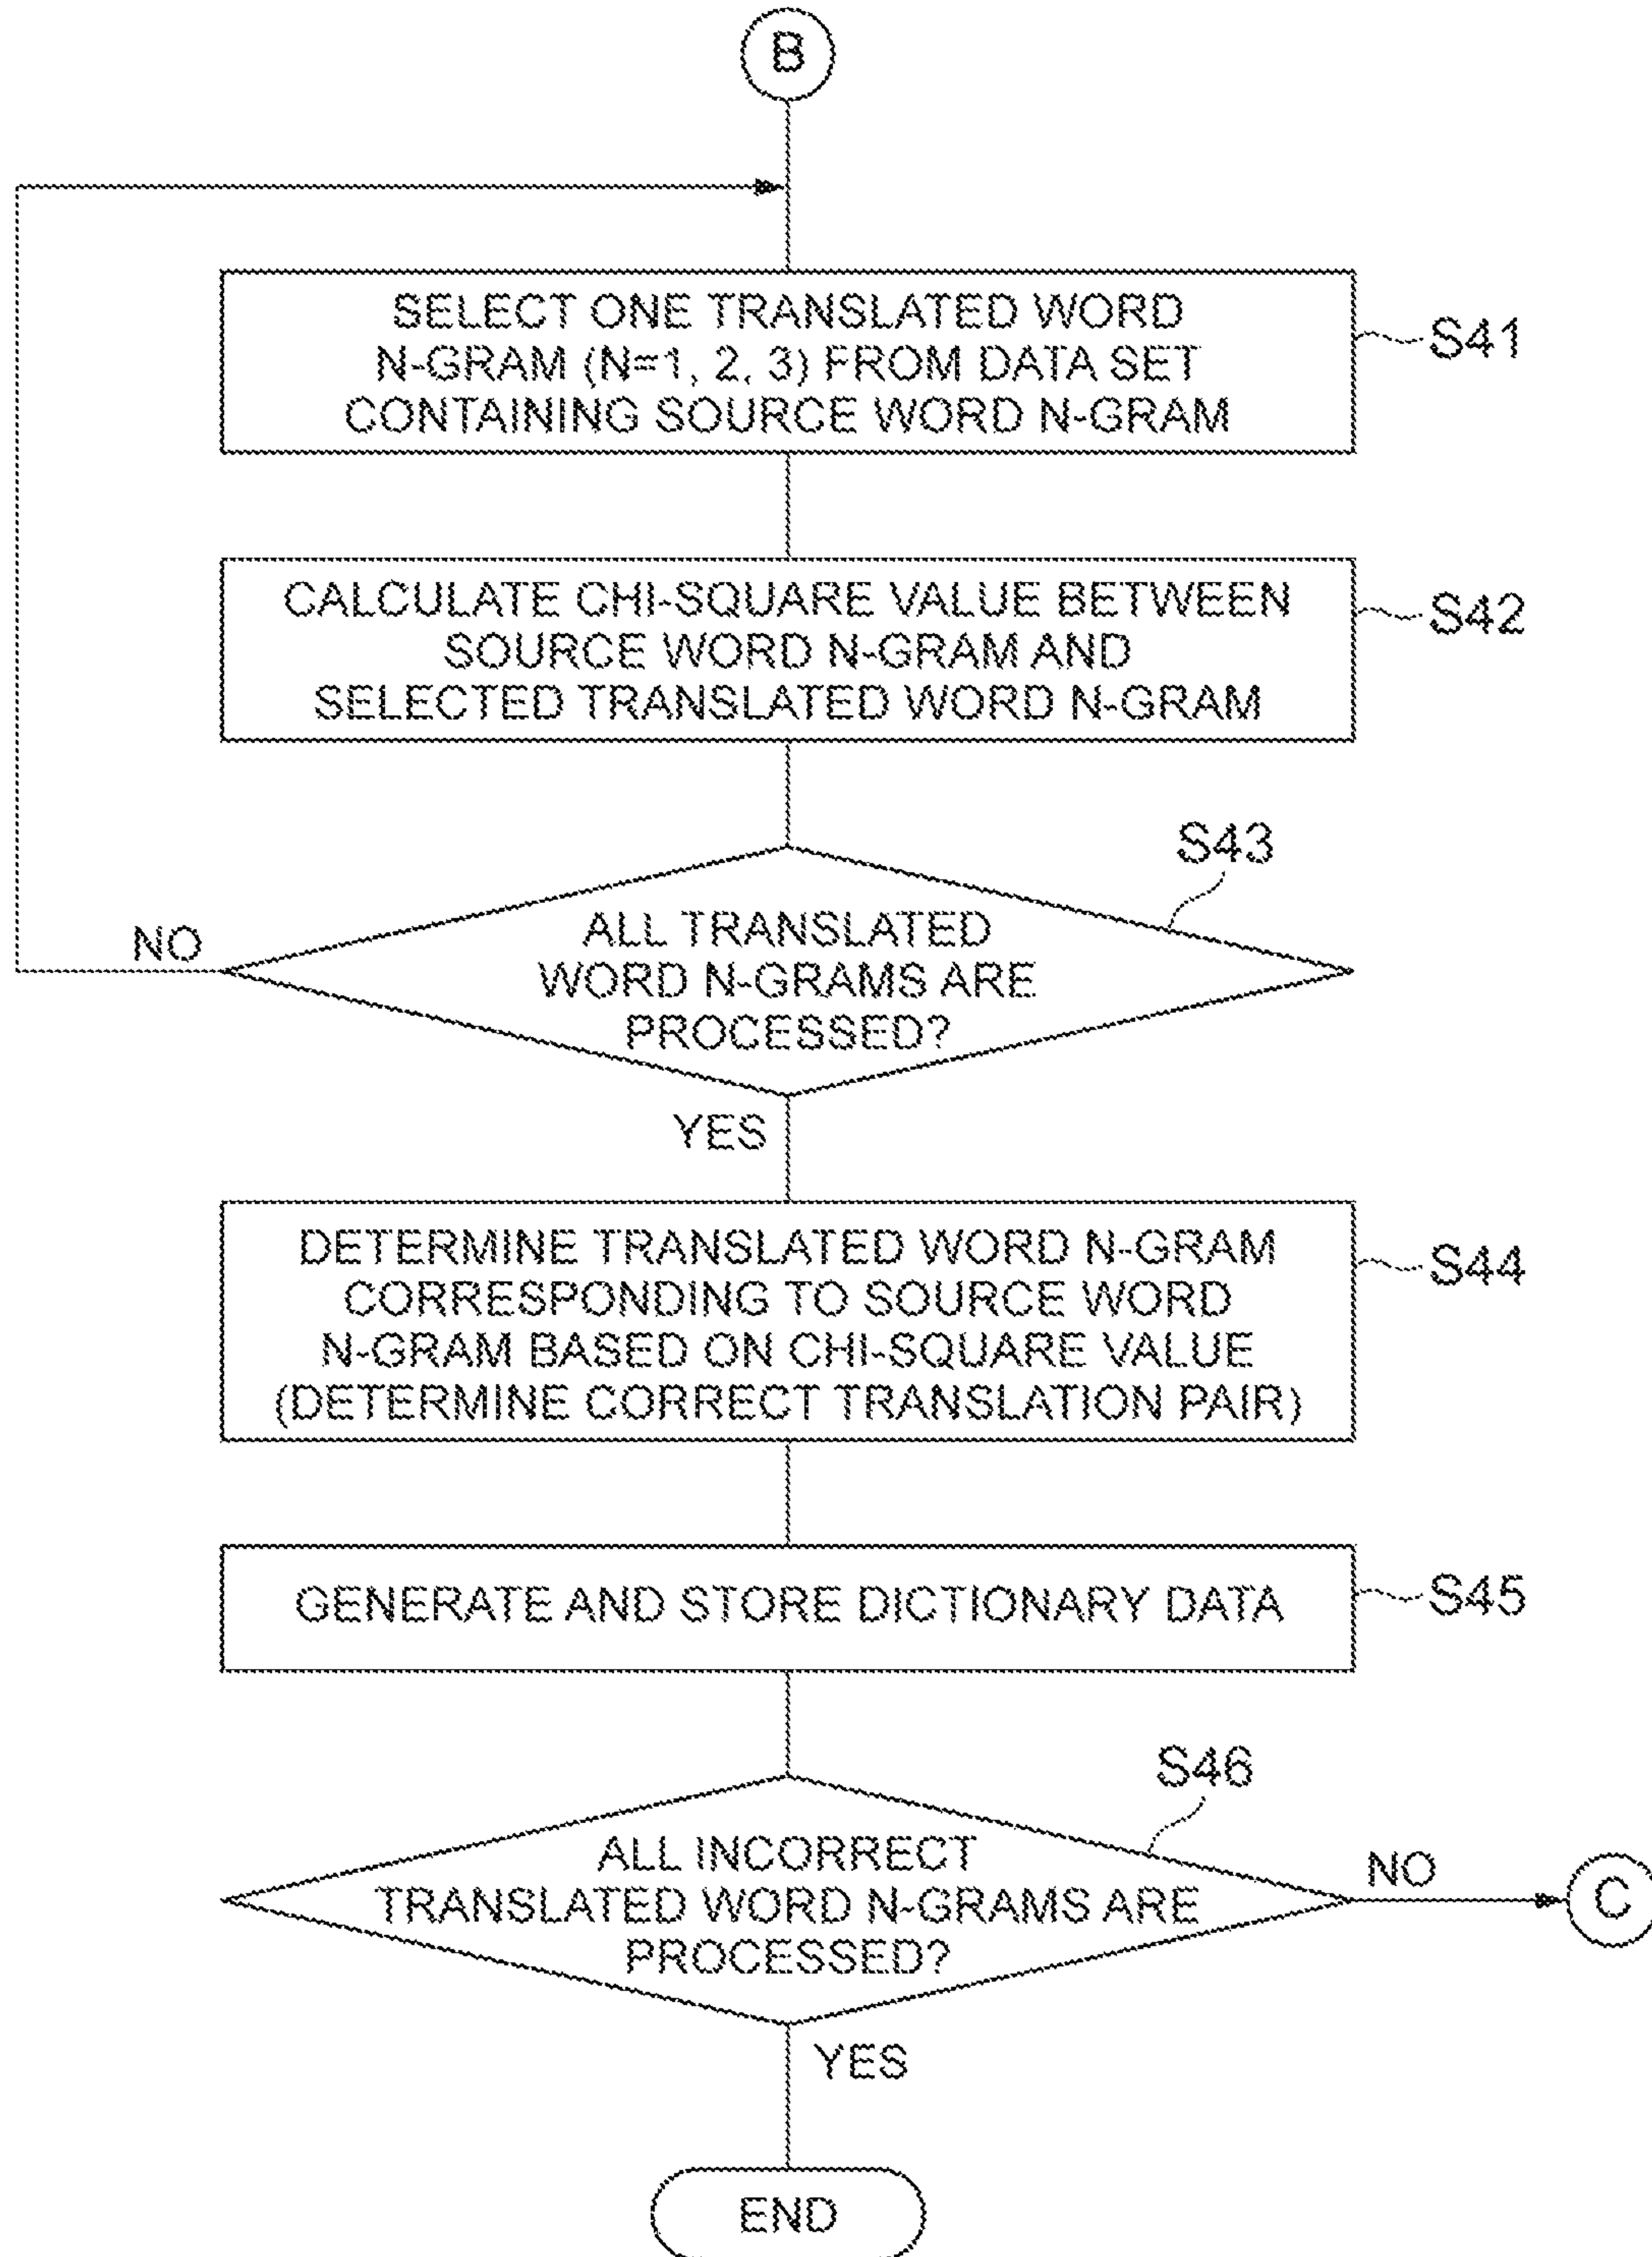 B
SELECT ONE TRANSLATED WORD
N-GRAM (N=1, 2, 3) FROM DATA SET
CONTAINING SOURCE WORD N-GRAM
S41
CALCULATE CHI-SQUARE VALUE BETWEEN
SOURCE WORD N-GRAM AND
SELECTED TRANSLATED WORD N-GRAM
S42
S43
ALL TRANSLATED
WORD N-GRAMS ARE
PROCESSED?
NO
YES
DETERMINE TRANSLATED WORD N-GRAM
CORRESPONDING TO SOURCE WORD
N-GRAM BASED ON CHI-SQUARE VALUE
(DETERMINE CORRECT TRANSLATION PAIR)
S44
GENERATE AND STORE DICTIONARY DATA
S45
S46
ALL INCORRECT
TRANSLATED WORD N-GRAMS ARE
PROCESSED?
NO
C
YES
END